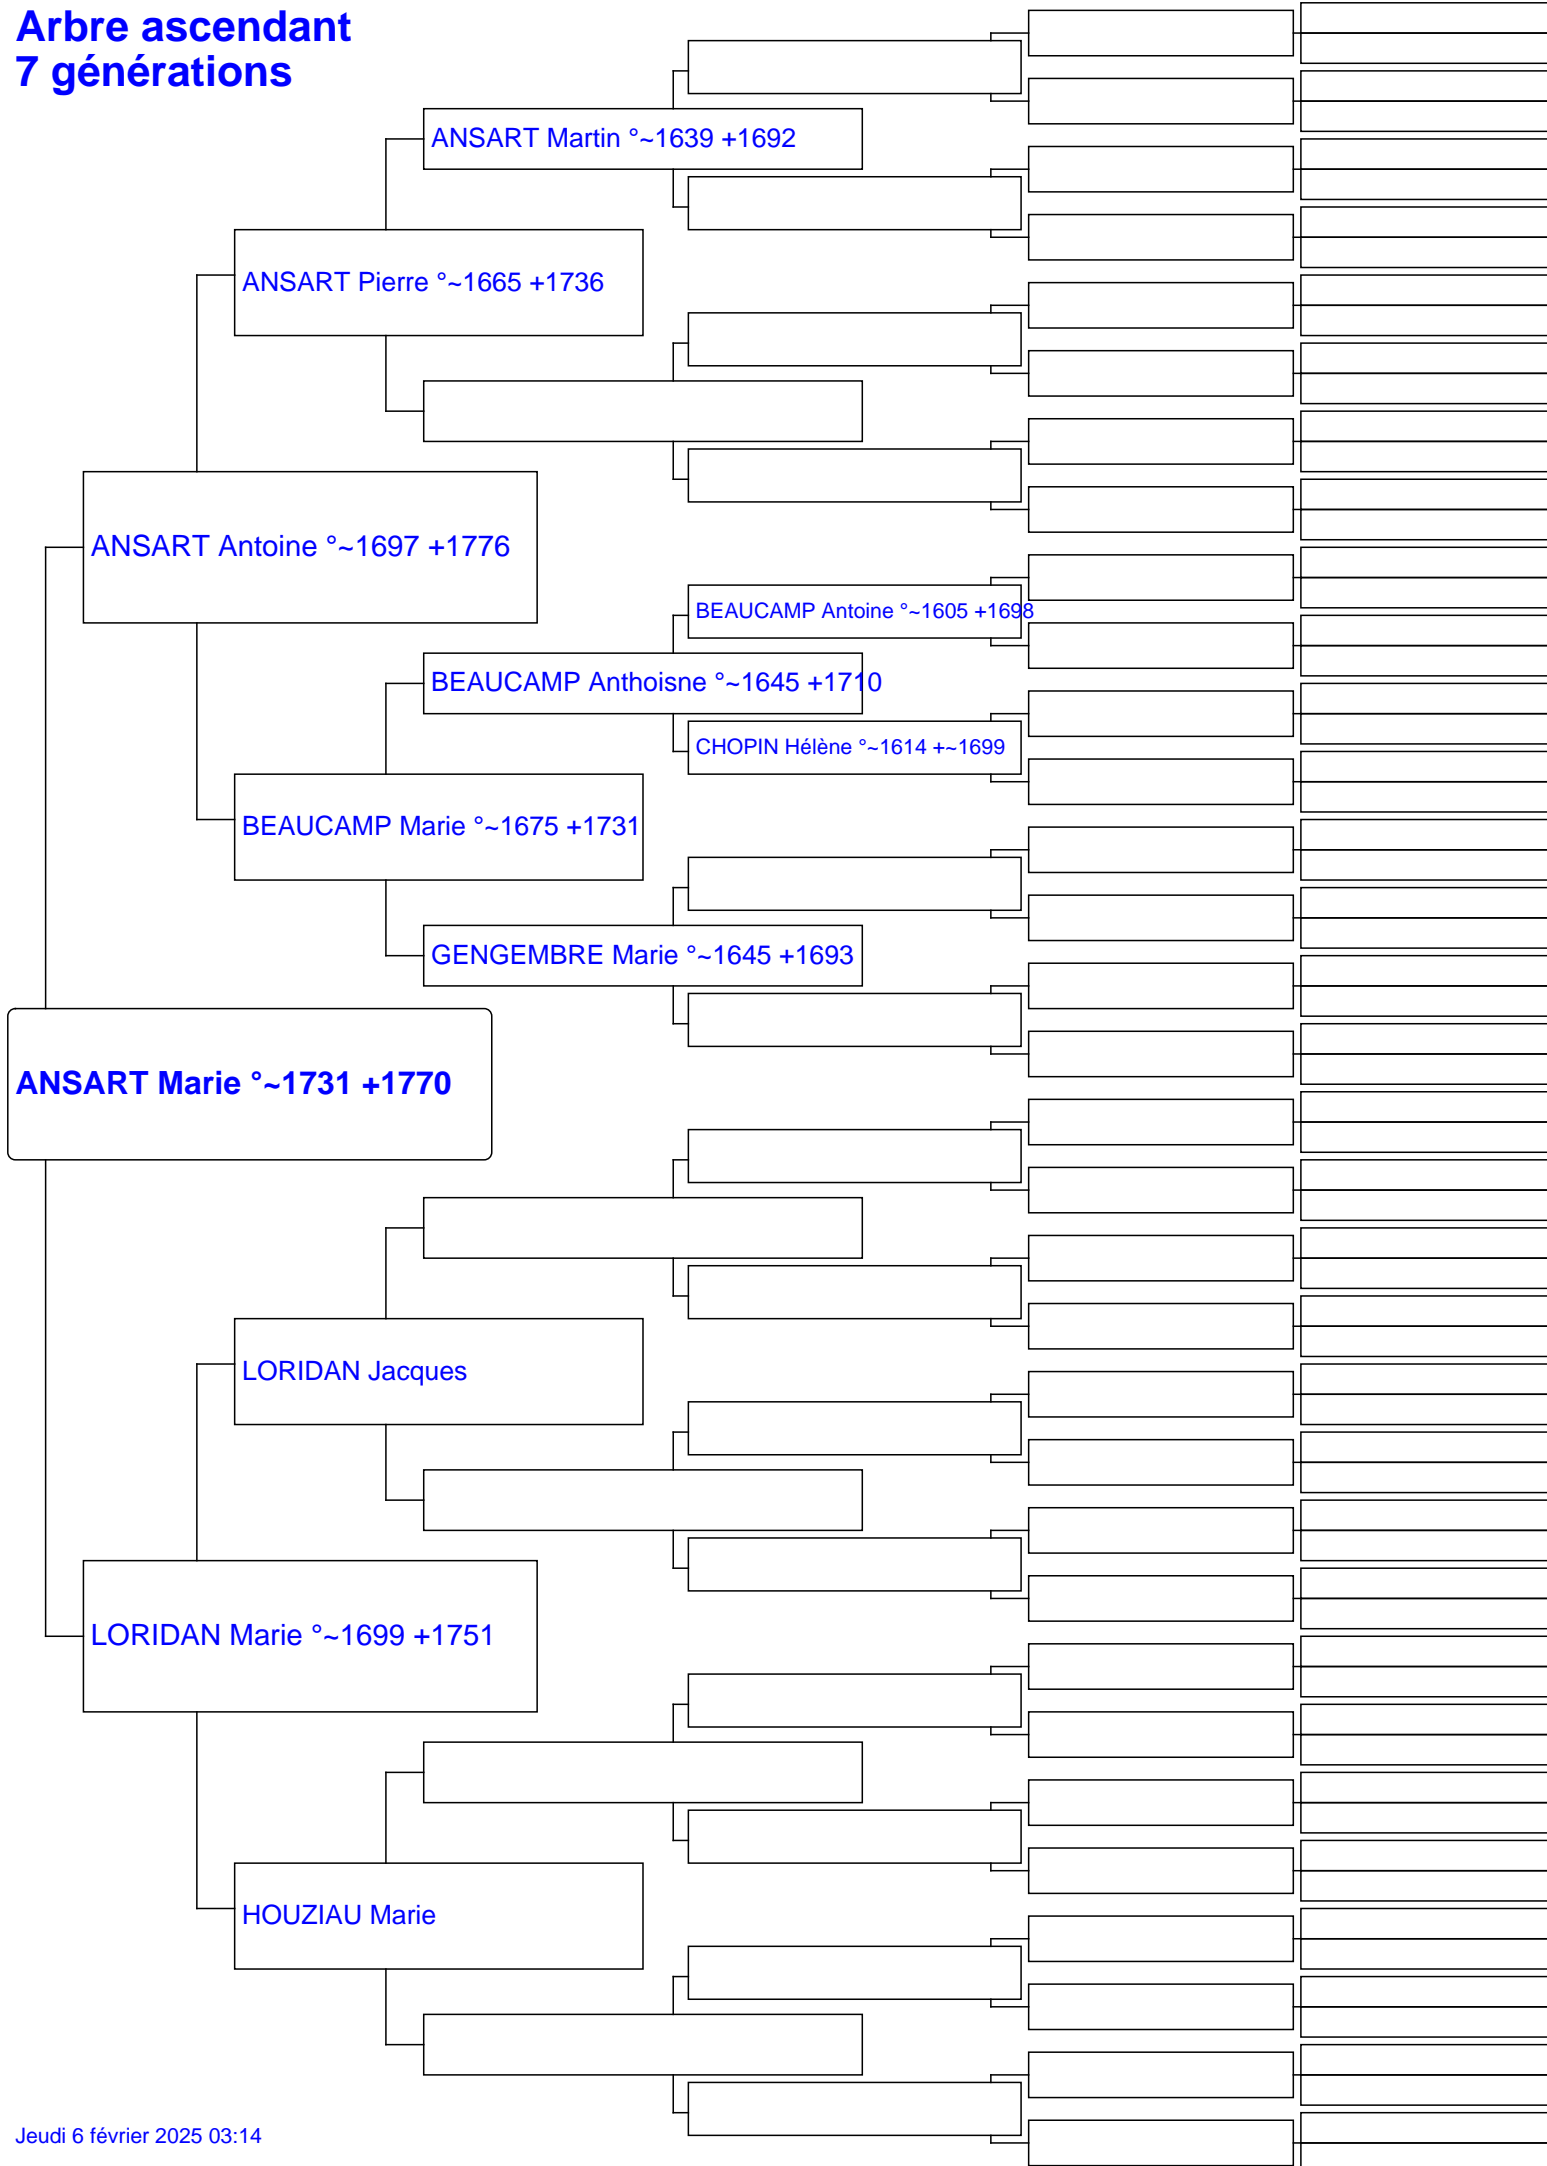 Arbre ascendant
7 générations
ANSART Martin °~1639 +1692
ANSART Pierre °~1665 +1736
ANSART Antoine °~1697 +1776
BEAUCAMP Antoine °~1605 +1698
BEAUCAMP Anthoisne °~1645 +1710
CHOPIN Hélène °~1614 +~1699
BEAUCAMP Marie °~1675 +1731
GENGEMBRE Marie °~1645 +1693
ANSART Marie °~1731 +1770
LORIDAN Jacques
LORIDAN Marie °~1699 +1751
HOUZIAU Marie
Jeudi 6 février 2025 03:14